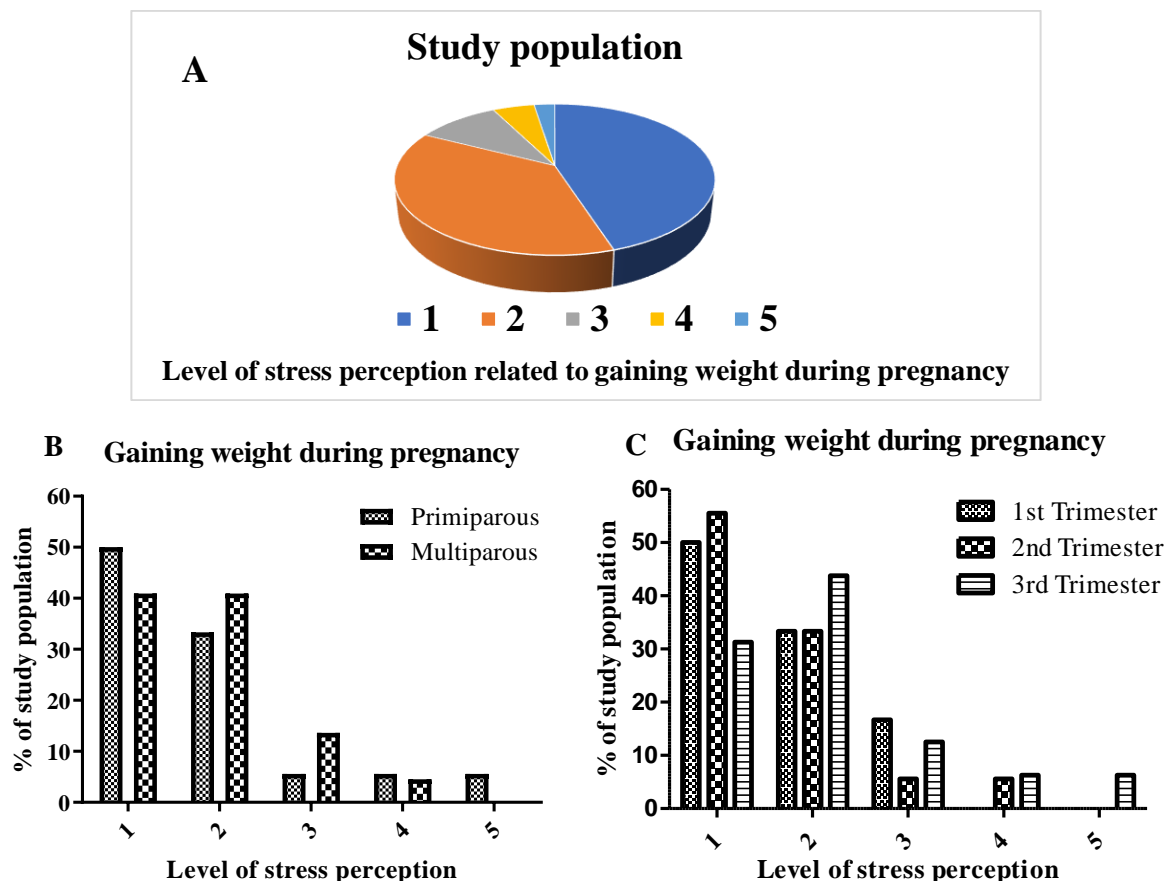 A
Study population
1 2 3 4 5
Level of stress perception related to gaining weight during pregnancy
B
Gaining weight during pregnancy
% of study population
60
50
40
30
20
10
0
Primiparous
Multiparous
1 2 3 4 5
Level of stress perception
C
Gaining weight during pregnancy
% of study population
60
50
40
30
20
10
0
1st Trimester
2nd Trimester
3rd Trimester
1 2 3 4 5
Level of stress perception